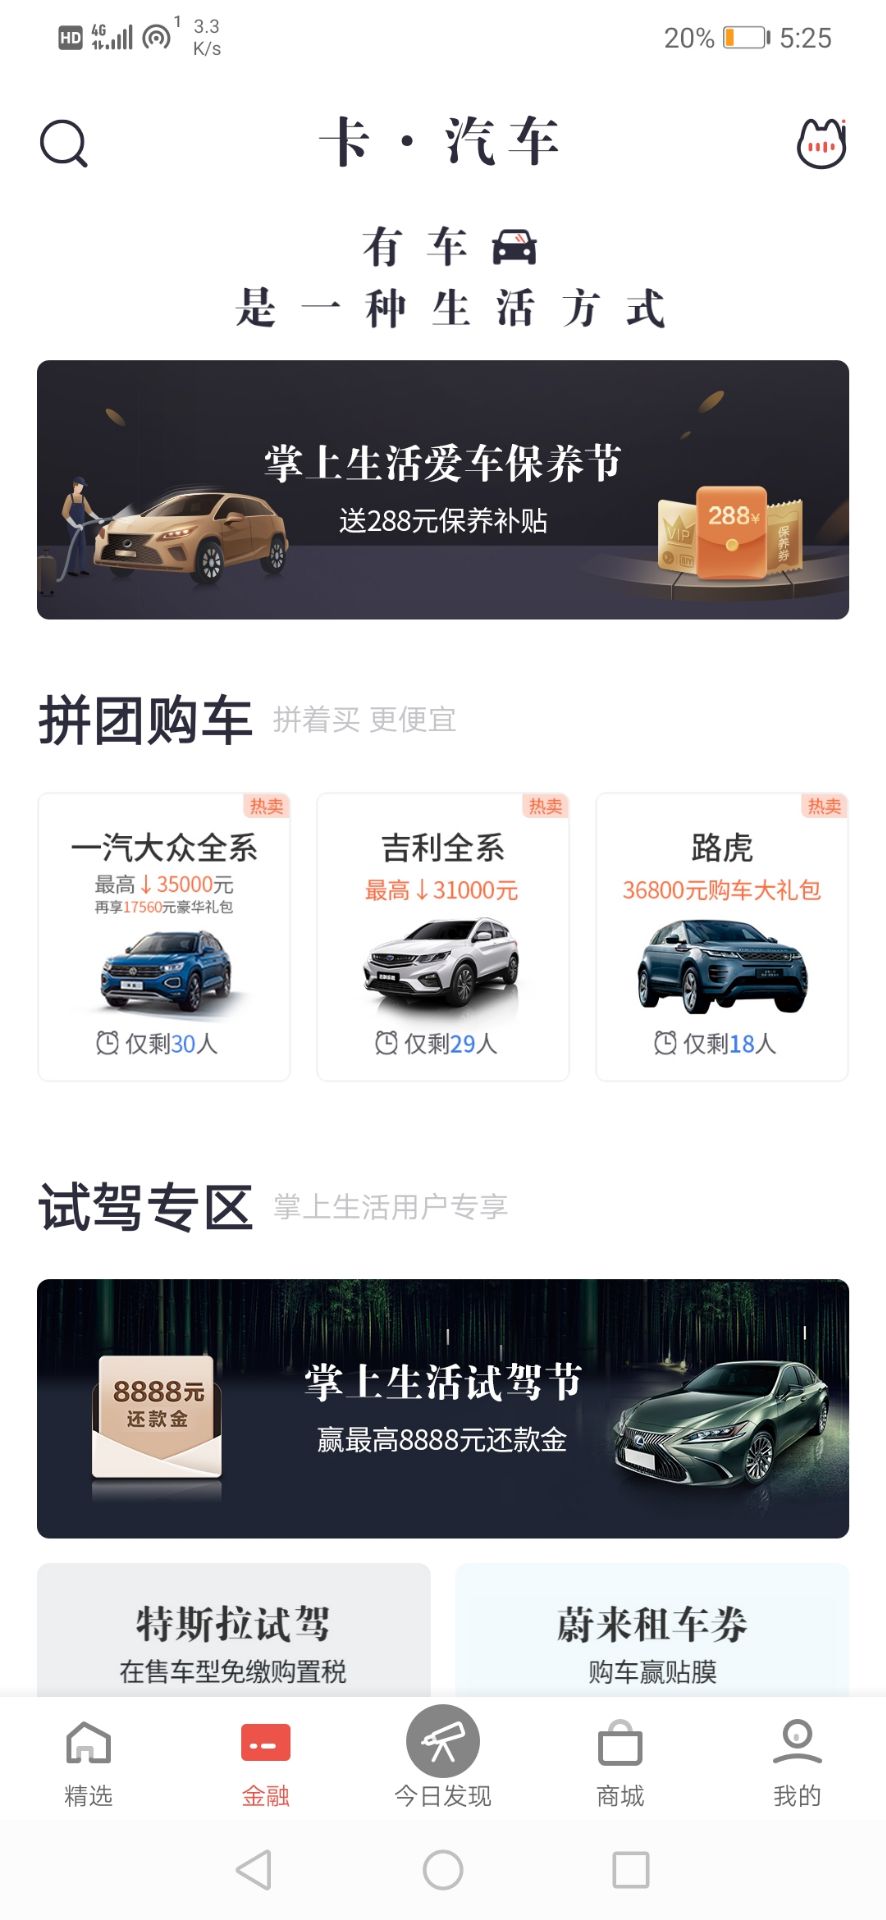 HD 4G 1 3.3 K/s 20% 5:25
卡·汽车
有车
是一种生活方式
掌上生活爱车保养节
送288元保养补贴
VIP
288¥
保养券
拼团购车 拼着买 更便宜
热卖
一汽大众全系
最高↓35000元
再享17560元豪华礼包
仅剩30人
热卖
吉利全系
最高↓31000元
仅剩29人
热卖
路虎
36800元购车大礼包
仅剩18人
试驾专区 掌上生活用户专享
8888元
还款金
掌上生活试驾节
赢最高8888元还款金
特斯拉试驾
在售车型免缴购置税
蔚来租车券
购车赢贴膜
精选 金融 今日发现 商城 我的